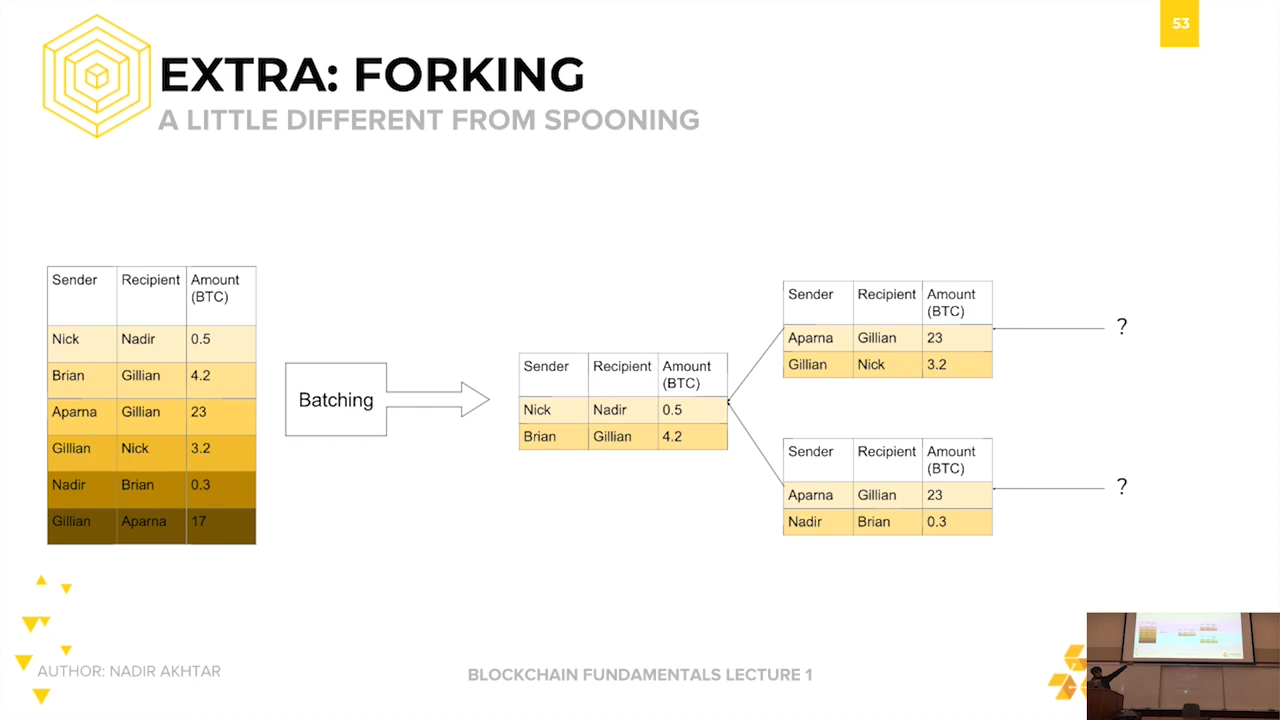 53
EXTRA: FORKING
A LITTLE DIFFERENT FROM SPOONING
Sender Recipient Amount (BTC)
Nick Nadir 0.5
Brian Gillian 4.2
Aparna Gillian 23
Gillian Nick 3.2
Nadir Brian 0.3
Gillian Aparna 17
Batching
Sender Recipient Amount (BTC)
Nick Nadir 0.5
Brian Gillian 4.2
Sender Recipient Amount (BTC)
Aparna Gillian 23
Gillian Nick 3.2
?
Sender Recipient Amount (BTC)
Aparna Gillian 23
Nadir Brian 0.3
?
AUTHOR: NADIR AKHTAR
BLOCKCHAIN FUNDAMENTALS LECTURE 1